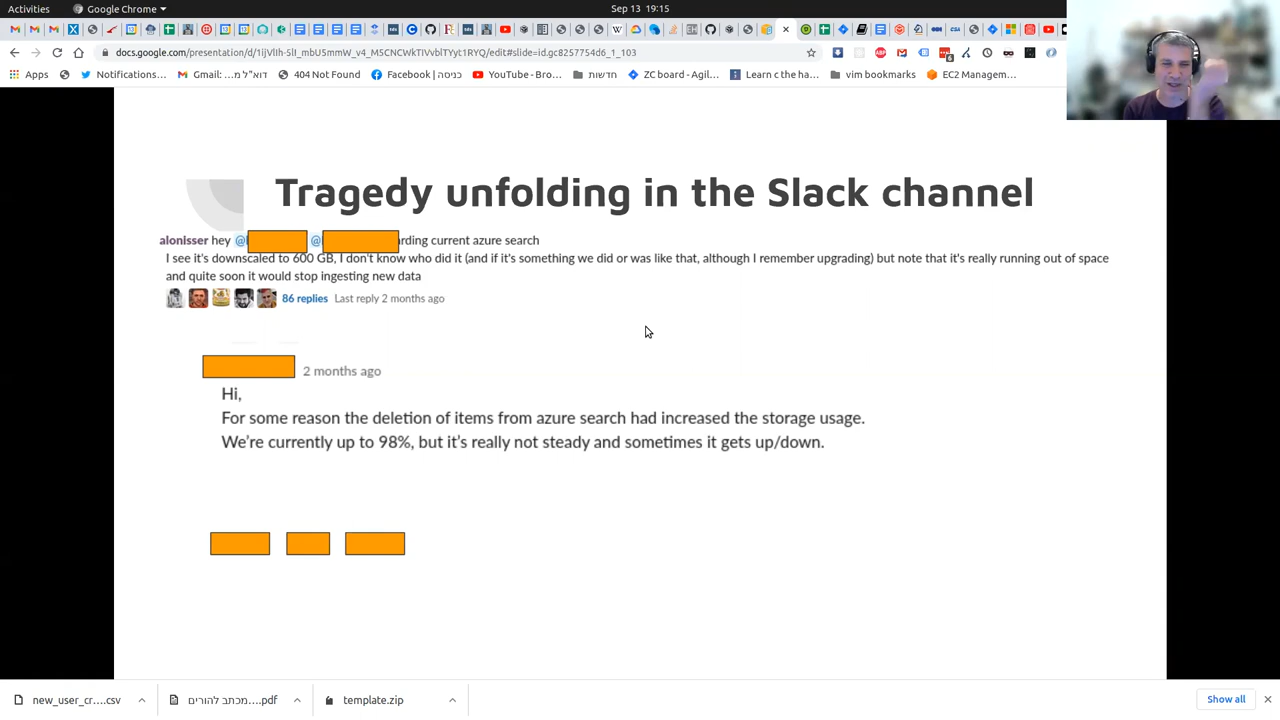 Activities
Google Chrome
Sep 13 19:15
docs.google.com/presentation/d/1ijVlIh-slI_mbU5mmW_v4_M5CNCWkTIVvblTYyt1RYQ/edit#slide=id.gc8257754d6_1_103
Apps
Notifications...
Gmail: דוא"ל מ...
404 Not Found
Facebook | כניסה
YouTube - Bro...
חדשות
ZC board - Agil...
Learn c the ha...
vim bookmarks
EC2 Managem...
Tragedy unfolding in the Slack channel
alonisser hey @ @ arding current azure search
I see it's downscaled to 600 GB, I don't know who did it (and if it's something we did or was like that, although I remember upgrading) but note that it's really running out of space
and quite soon it would stop ingesting new data
86 replies Last reply 2 months ago
2 months ago
Hi,
For some reason the deletion of items from azure search had increased the storage usage.
We're currently up to 98%, but it's really not steady and sometimes it gets up/down.
new_user_cr....csv
מכתב להורים....pdf
template.zip
Show all